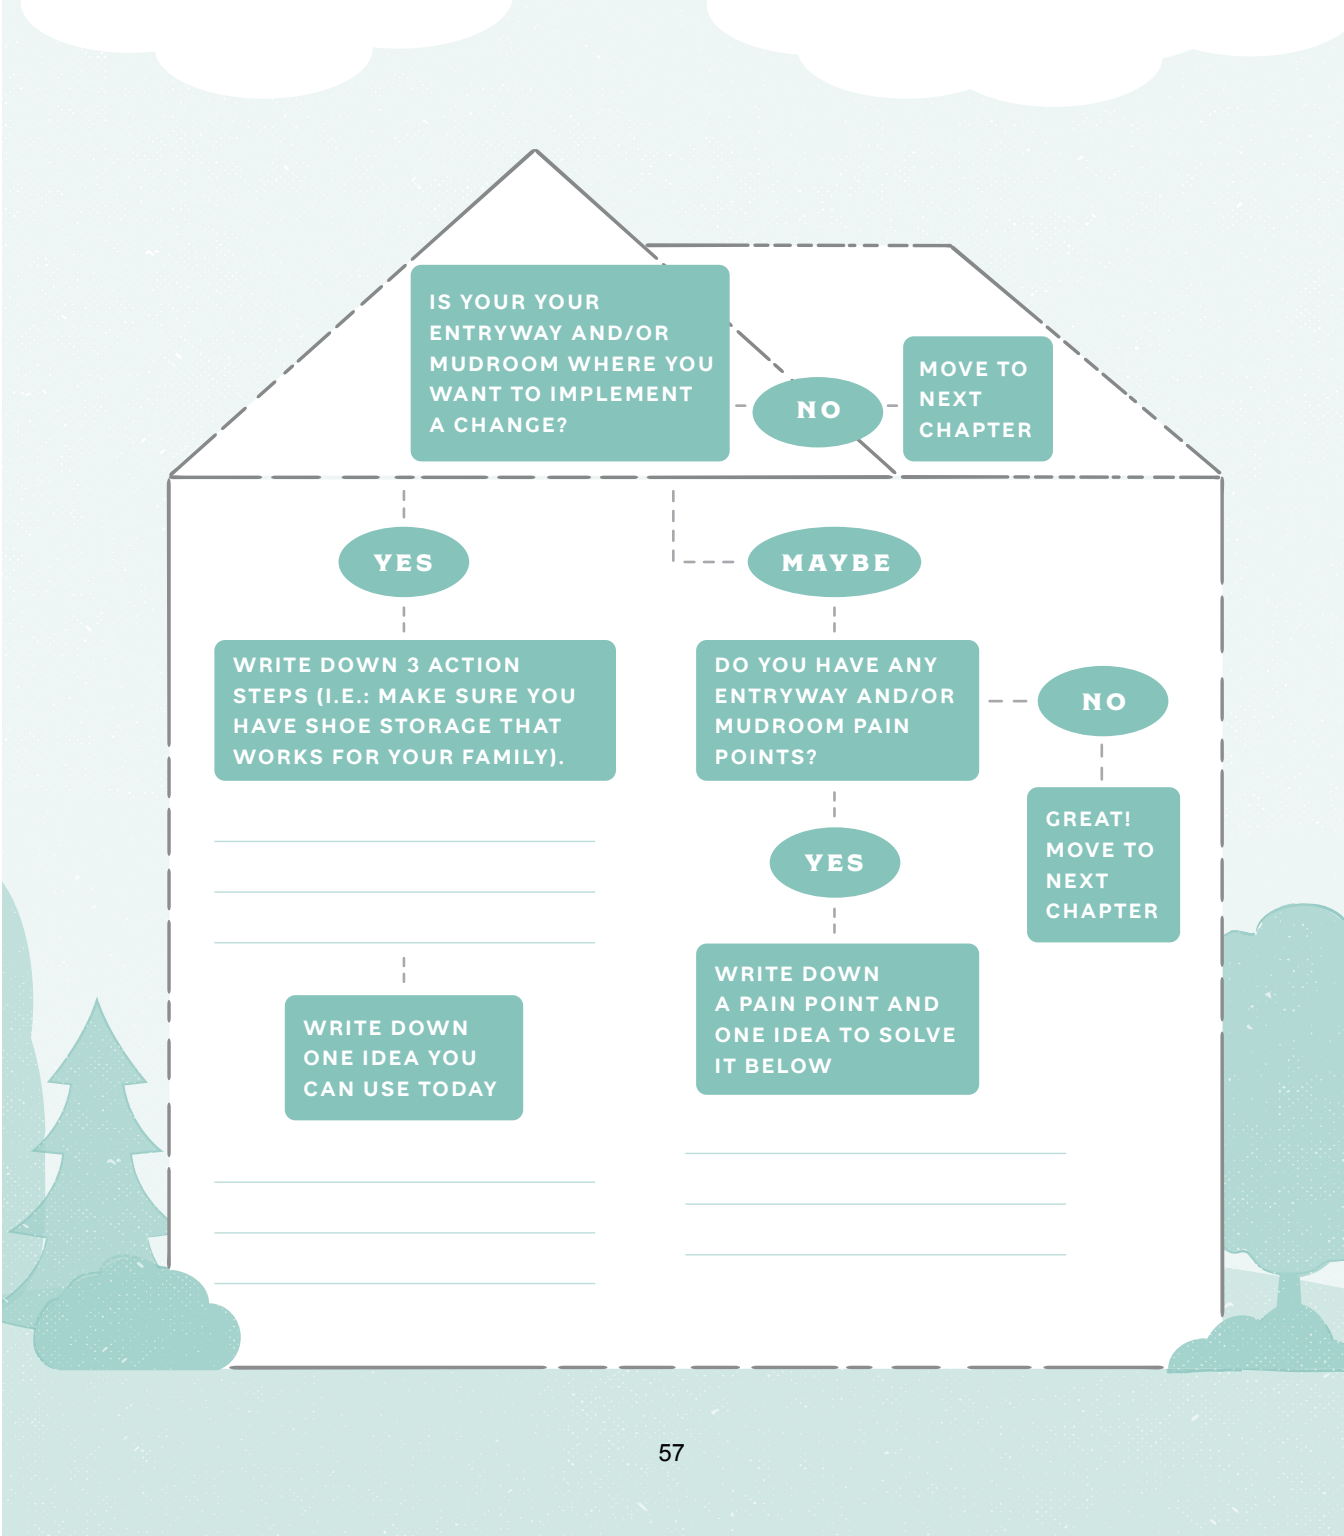 IS YOUR YOUR
ENTRYWAY AND/OR
MUDROOM WHERE YOU
WANT TO IMPLEMENT
A CHANGE?
NO
MOVE TO
NEXT
CHAPTER
YES
WRITE DOWN 3 ACTION
STEPS (I.E.: MAKE SURE YOU
HAVE SHOE STORAGE THAT
WORKS FOR YOUR FAMILY).
WRITE DOWN
ONE IDEA YOU
CAN USE TODAY
MAYBE
DO YOU HAVE ANY
ENTRYWAY AND/OR
MUDROOM PAIN
POINTS?
NO
GREAT!
MOVE TO
NEXT
CHAPTER
YES
WRITE DOWN
A PAIN POINT AND
ONE IDEA TO SOLVE
IT BELOW
57